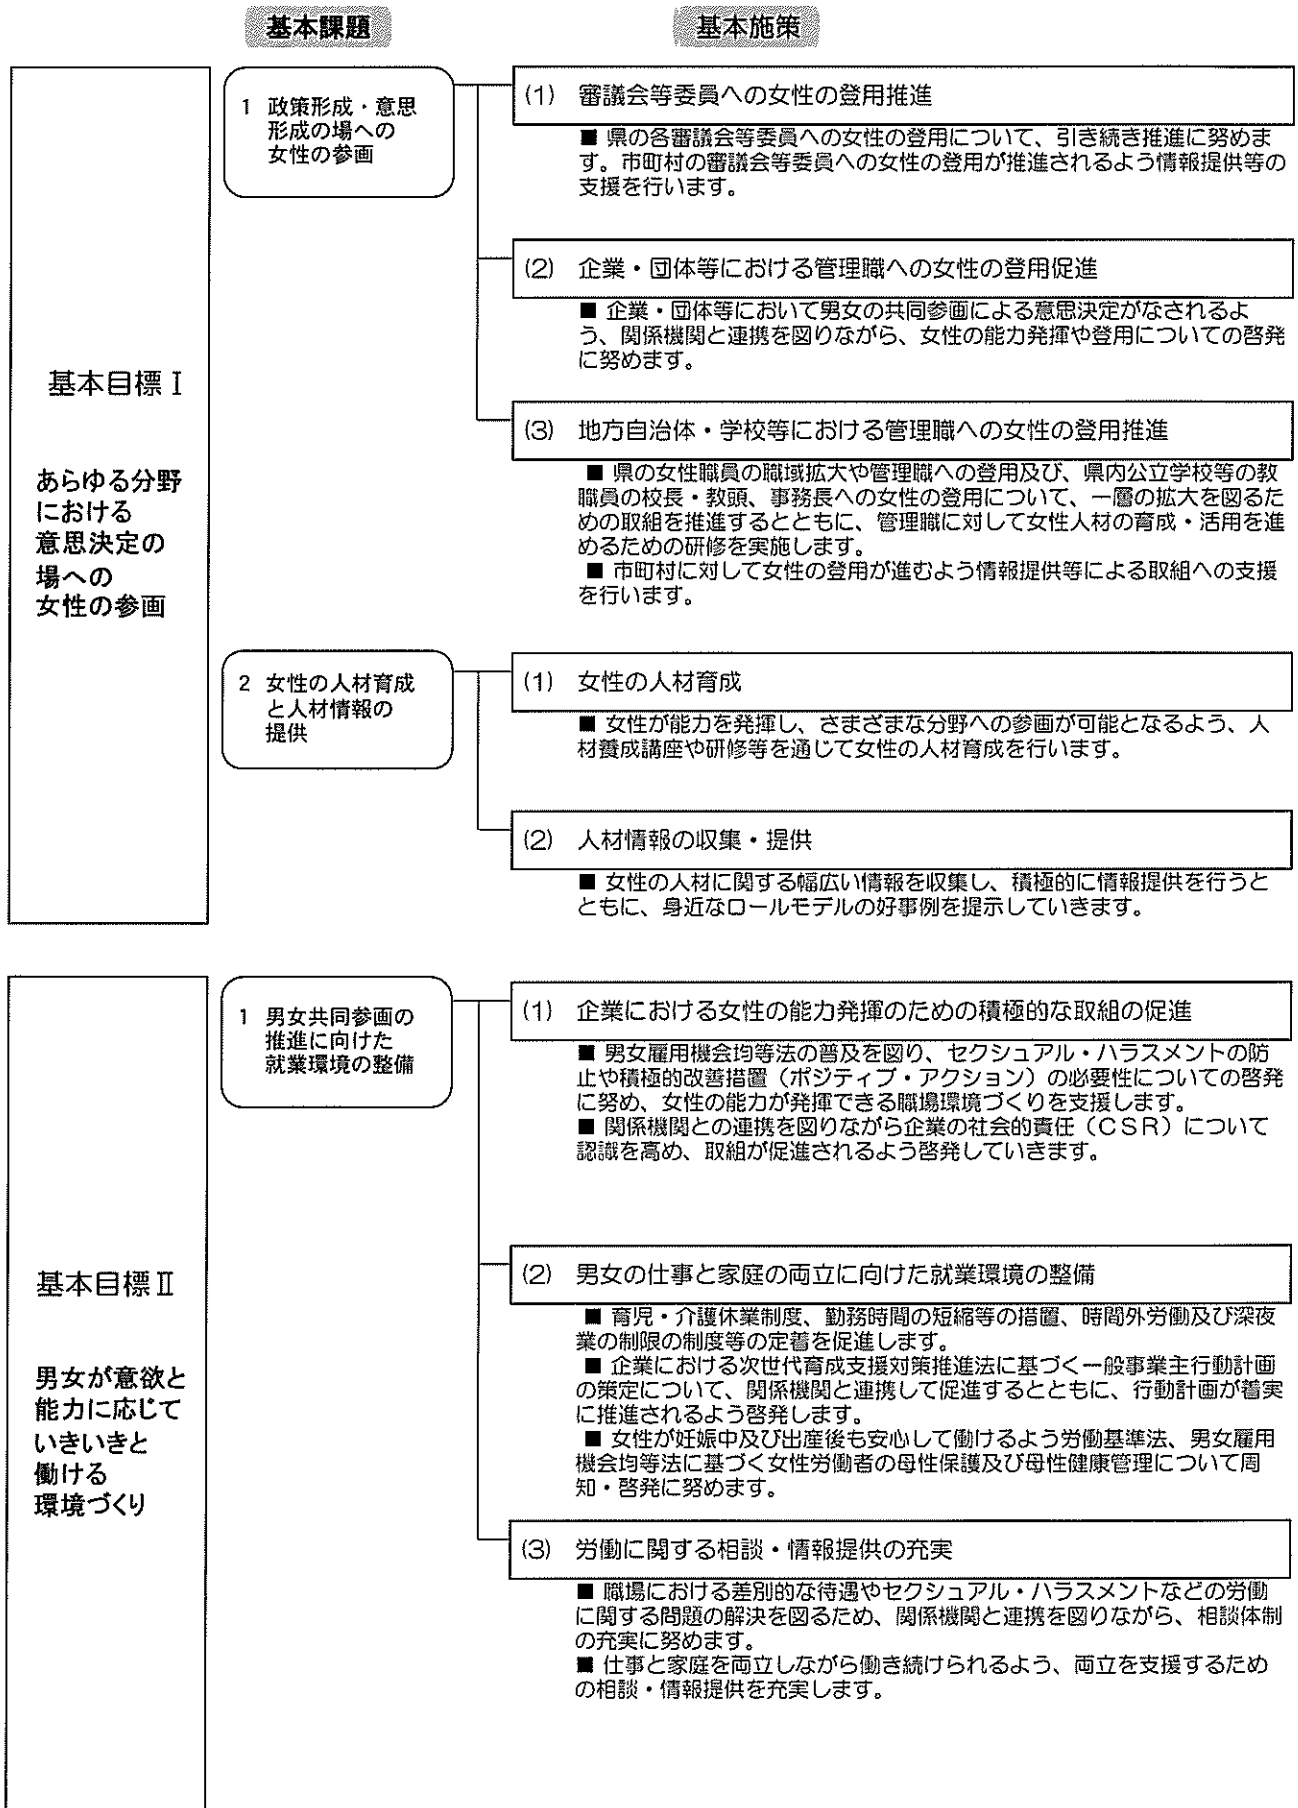 基本課題
基本施策
基本目標Ⅰ
あらゆる分野
における
意思決定の
場への
女性の参画
1 政策形成・意思
形成の場への
女性の参画
(1) 審議会等委員への女性の登用推進
■ 県の各審議会等委員への女性の登用について、引き続き推進に努めま
す。市町村の審議会等委員への女性の登用が推進されるよう情報提供等の
支援を行います。
(2) 企業・団体等における管理職への女性の登用促進
■ 企業・団体等において男女の共同参画による意思決定がなされるよ
う、関係機関と連携を図りながら、女性の能力発揮や登用についての啓発
に努めます。
(3) 地方自治体・学校等における管理職への女性の登用推進
■ 県の女性職員の職域拡大や管理職への登用及び、県内公立学校等の教
職員の校長・教頭、事務長への女性の登用について、一層の拡大を図るた
めの取組を推進するとともに、管理職に対して女性人材の育成・活用を進
めるための研修を実施します。
■ 市町村に対して女性の登用が進むよう情報提供等による取組への支援
を行います。
2 女性の人材育成
と人材情報の
提供
(1) 女性の人材育成
■ 女性が能力を発揮し、さまざまな分野への参画が可能となるよう、人
材養成講座や研修等を通じて女性の人材育成を行います。
(2) 人材情報の収集・提供
■ 女性の人材に関する幅広い情報を収集し、積極的に情報提供を行うと
ともに、身近なロールモデルの好事例を提示していきます。
基本目標Ⅱ
男女が意欲と
能力に応じて
いきいきと
働ける
環境づくり
1 男女共同参画の
推進に向けた
就業環境の整備
(1) 企業における女性の能力発揮のための積極的な取組の促進
■ 男女雇用機会均等法の普及を図り、セクシュアル・ハラスメントの防
止や積極的改善措置（ポジティブ・アクション）の必要性についての啓発
に努め、女性の能力が発揮できる職場環境づくりを支援します。
■ 関係機関との連携を図りながら企業の社会的責任（ＣＳＲ）について
認識を高め、取組が促進されるよう啓発していきます。
(2) 男女の仕事と家庭の両立に向けた就業環境の整備
■ 育児・介護休業制度、勤務時間の短縮等の措置、時間外労働及び深夜
業の制限の制度等の定着を促進します。
■ 企業における次世代育成支援対策推進法に基づく一般事業主行動計画
の策定について、関係機関と連携して促進するとともに、行動計画が着実
に推進されるよう啓発します。
■ 女性が妊娠中及び出産後も安心して働けるよう労働基準法、男女雇用
機会均等法に基づく女性労働者の母性保護及び母性健康管理について周
知・啓発に努めます。
(3) 労働に関する相談・情報提供の充実
■ 職場における差別的な待遇やセクシュアル・ハラスメントなどの労働
に関する問題の解決を図るため、関係機関と連携を図りながら、相談体制
の充実に努めます。
■ 仕事と家庭を両立しながら働き続けられるよう、両立を支援するため
の相談・情報提供を充実します。